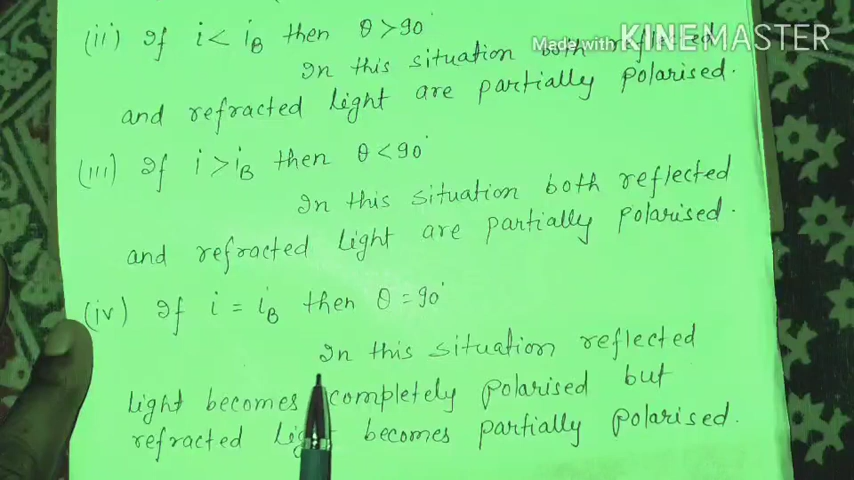 (ii) If i < iB then θ > 90°
Made with KINEMASTER
In this situation both reflected
and refracted light are partially polarised.
(iii) If i > iB then θ < 90°
In this situation both reflected
and refracted light are partially polarised.
(iv) If i = iB then θ = 90°
In this situation reflected
light becomes completely polarised but
refracted light becomes partially polarised.